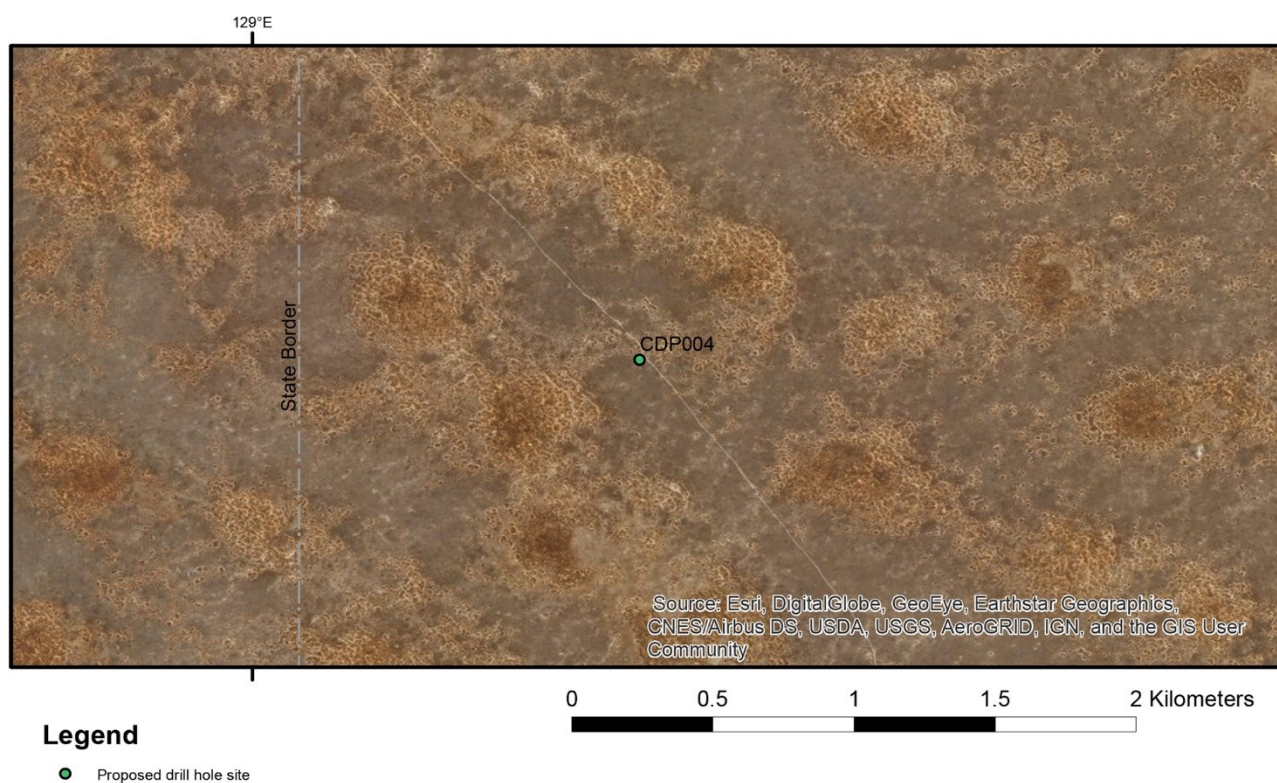 129°E
State Border
CDP004
Source: Esri, DigitalGlobe, GeoEye, Earthstar Geographics,
CNES/Airbus DS, USDA, USGS, AeroGRID, IGN, and the GIS User
Community
0 0.5 1 1.5 2 Kilometers
Legend
Proposed drill hole site